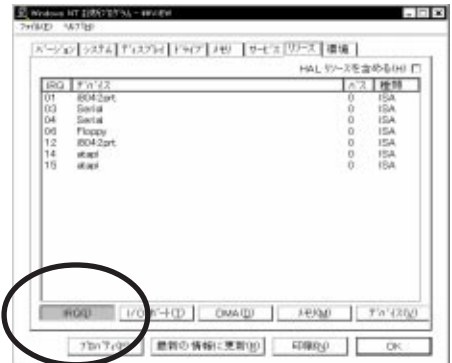 Windows NT 診断プログラム -
ファイル(F) ヘルプ(H)
バージョン システム ディスプレイ ドライブ メモリ サービス リソース 環境
HAL リソースを含める(H)
IRQ デバイス バス 種類
01 i8042prt 0 ISA
03 Serial 0 ISA
04 Serial 0 ISA
06 Floppy 0 ISA
12 i8042prt 0 ISA
14 atapi 0 ISA
15 atapi 0 ISA
IRQ(I) I/O ポート(T) DMA(D) メモリ(M) デバイス(V)
プロパティ(P) 最新の情報に更新(R) 印刷(N) OK